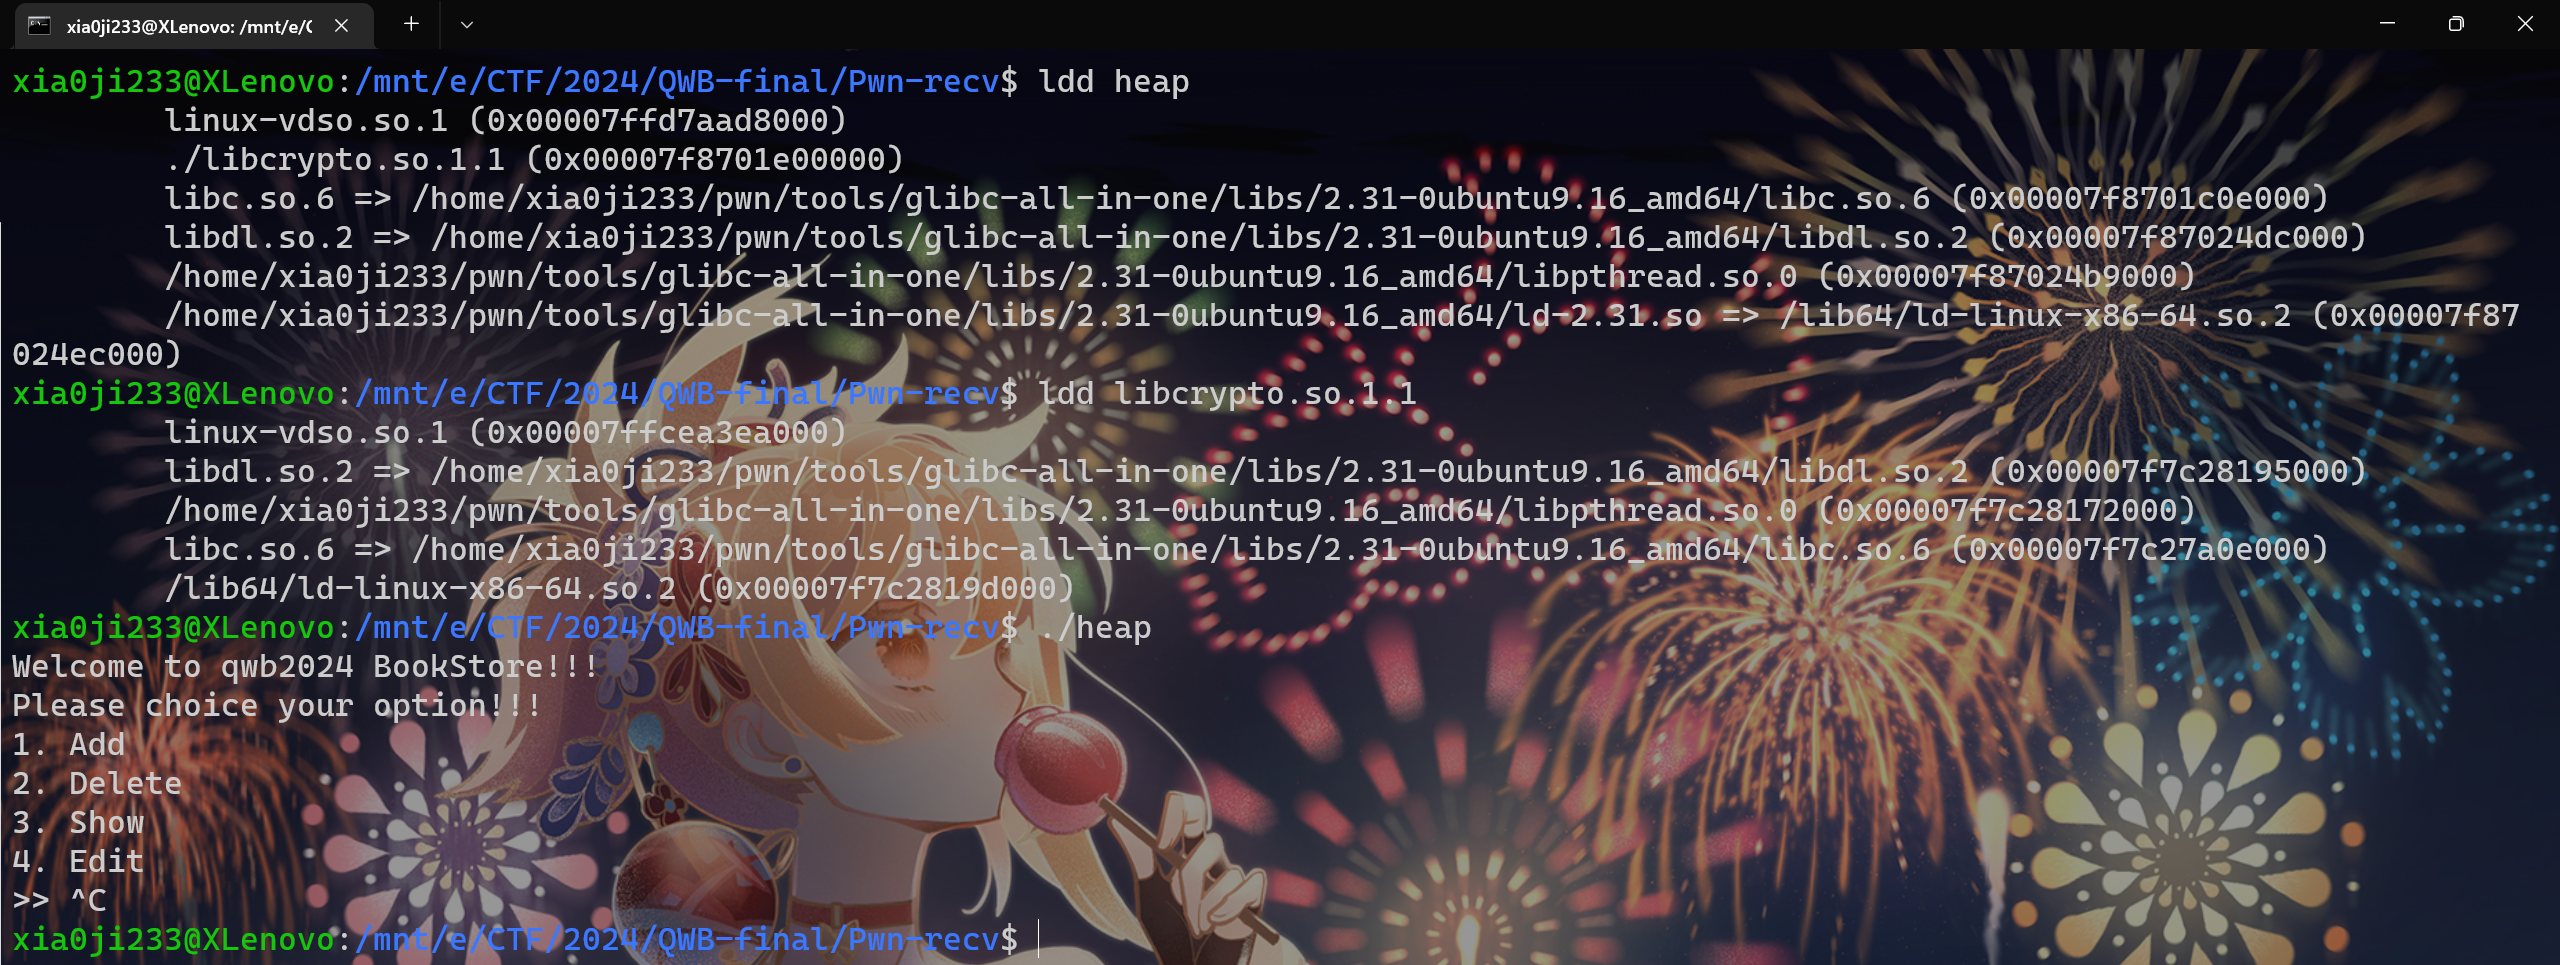 xia0ji233@XLenovo: /mnt/e/C
xia0ji233@XLenovo:/mnt/e/CTF/2024/QWB-final/Pwn-recv$ ldd heap
linux-vdso.so.1 (0x00007ffd7aad8000)
./libcrypto.so.1.1 (0x00007f8701e00000)
libc.so.6 => /home/xia0ji233/pwn/tools/glibc-all-in-one/libs/2.31-0ubuntu9.16_amd64/libc.so.6 (0x00007f8701c0e000)
libdl.so.2 => /home/xia0ji233/pwn/tools/glibc-all-in-one/libs/2.31-0ubuntu9.16_amd64/libdl.so.2 (0x00007f87024dc000)
/home/xia0ji233/pwn/tools/glibc-all-in-one/libs/2.31-0ubuntu9.16_amd64/libpthread.so.0 (0x00007f87024b9000)
/home/xia0ji233/pwn/tools/glibc-all-in-one/libs/2.31-0ubuntu9.16_amd64/ld-2.31.so => /lib64/ld-linux-x86-64.so.2 (0x00007f87
024ec000)
xia0ji233@XLenovo:/mnt/e/CTF/2024/QWB-final/Pwn-recv$ ldd libcrypto.so.1.1
linux-vdso.so.1 (0x00007ffcea3ea000)
libdl.so.2 => /home/xia0ji233/pwn/tools/glibc-all-in-one/libs/2.31-0ubuntu9.16_amd64/libdl.so.2 (0x00007f7c28195000)
/home/xia0ji233/pwn/tools/glibc-all-in-one/libs/2.31-0ubuntu9.16_amd64/libpthread.so.0 (0x00007f7c28172000)
libc.so.6 => /home/xia0ji233/pwn/tools/glibc-all-in-one/libs/2.31-0ubuntu9.16_amd64/libc.so.6 (0x00007f7c27a0e000)
/lib64/ld-linux-x86-64.so.2 (0x00007f7c2819d000)
xia0ji233@XLenovo:/mnt/e/CTF/2024/QWB-final/Pwn-recv$ ./heap
Welcome to qwb2024 BookStore!!!
Please choice your option!!!
1. Add
2. Delete
3. Show
4. Edit
>> ^C
xia0ji233@XLenovo:/mnt/e/CTF/2024/QWB-final/Pwn-recv$